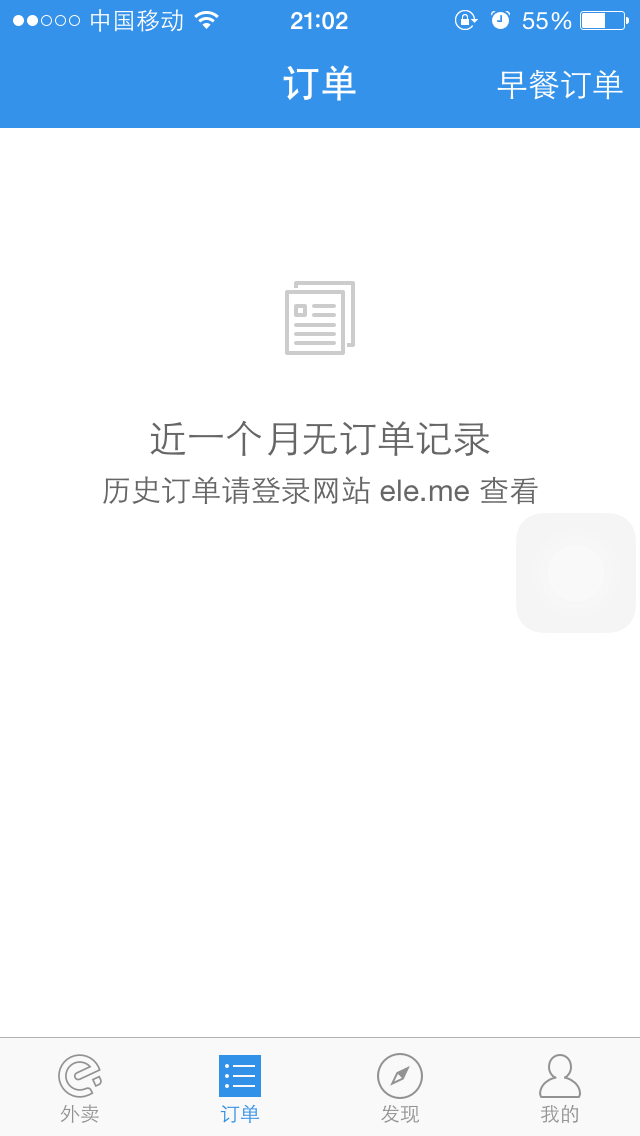 中国移动 21:02 55%
订单 早餐订单
近一个月无订单记录
历史订单请登录网站 ele.me 查看
外卖 订单 发现 我的